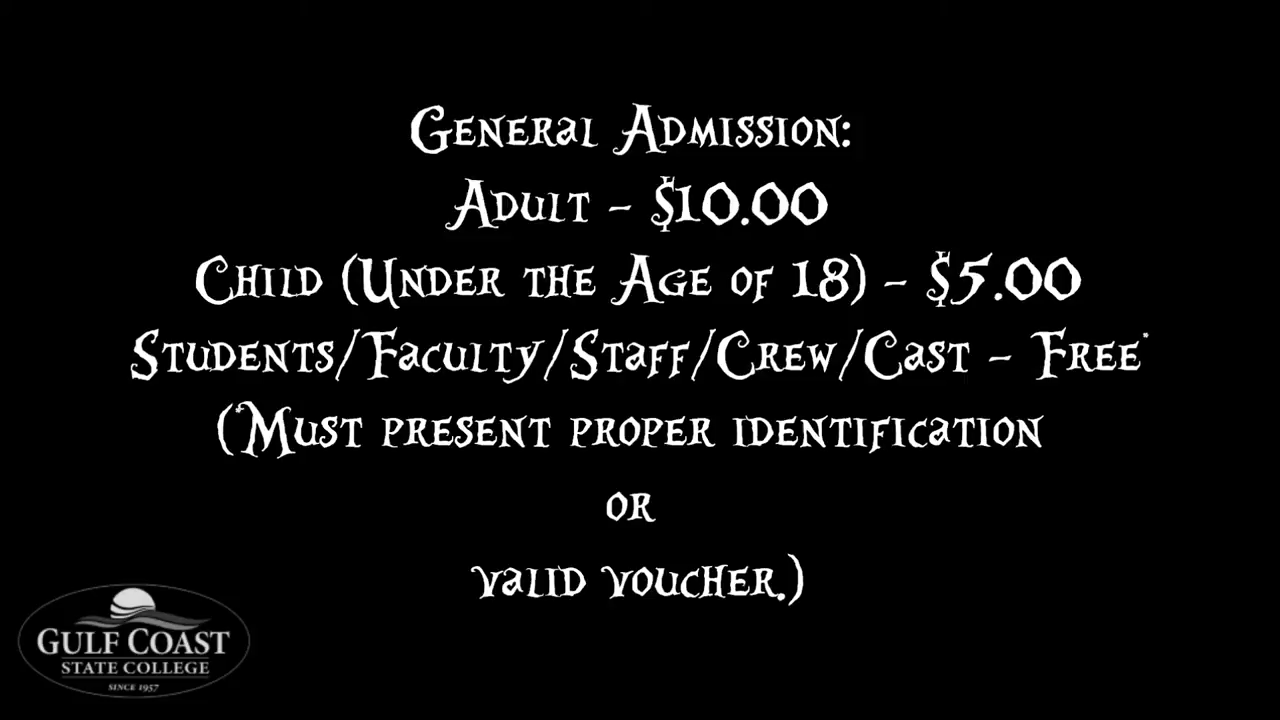 General Admission:
Adult - $10.00
Child (Under the Age of 18) - $5.00
Students/Faculty/Staff/Crew/Cast - Free*
(*Must present proper identification
or
valid voucher.)
GULF COAST
STATE COLLEGE
SINCE 1957